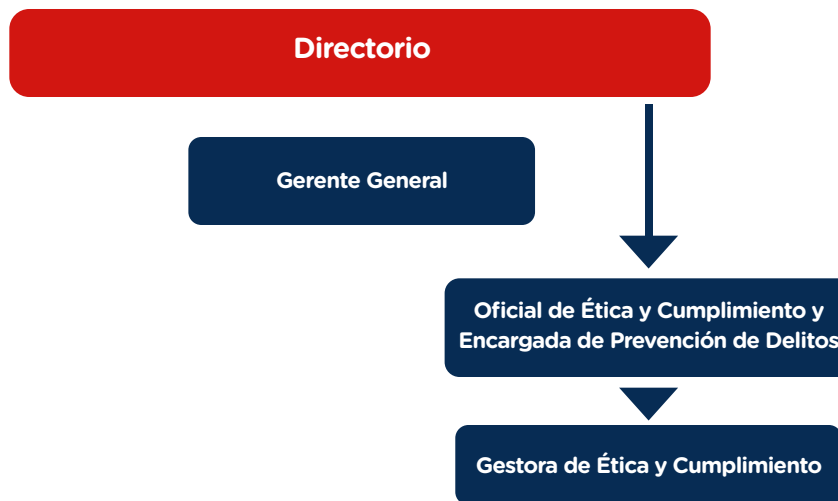 Directorio
Gerente General
Oficial de Ética y Cumplimiento y
Encargada de Prevención de Delitos
Gestora de Ética y Cumplimiento